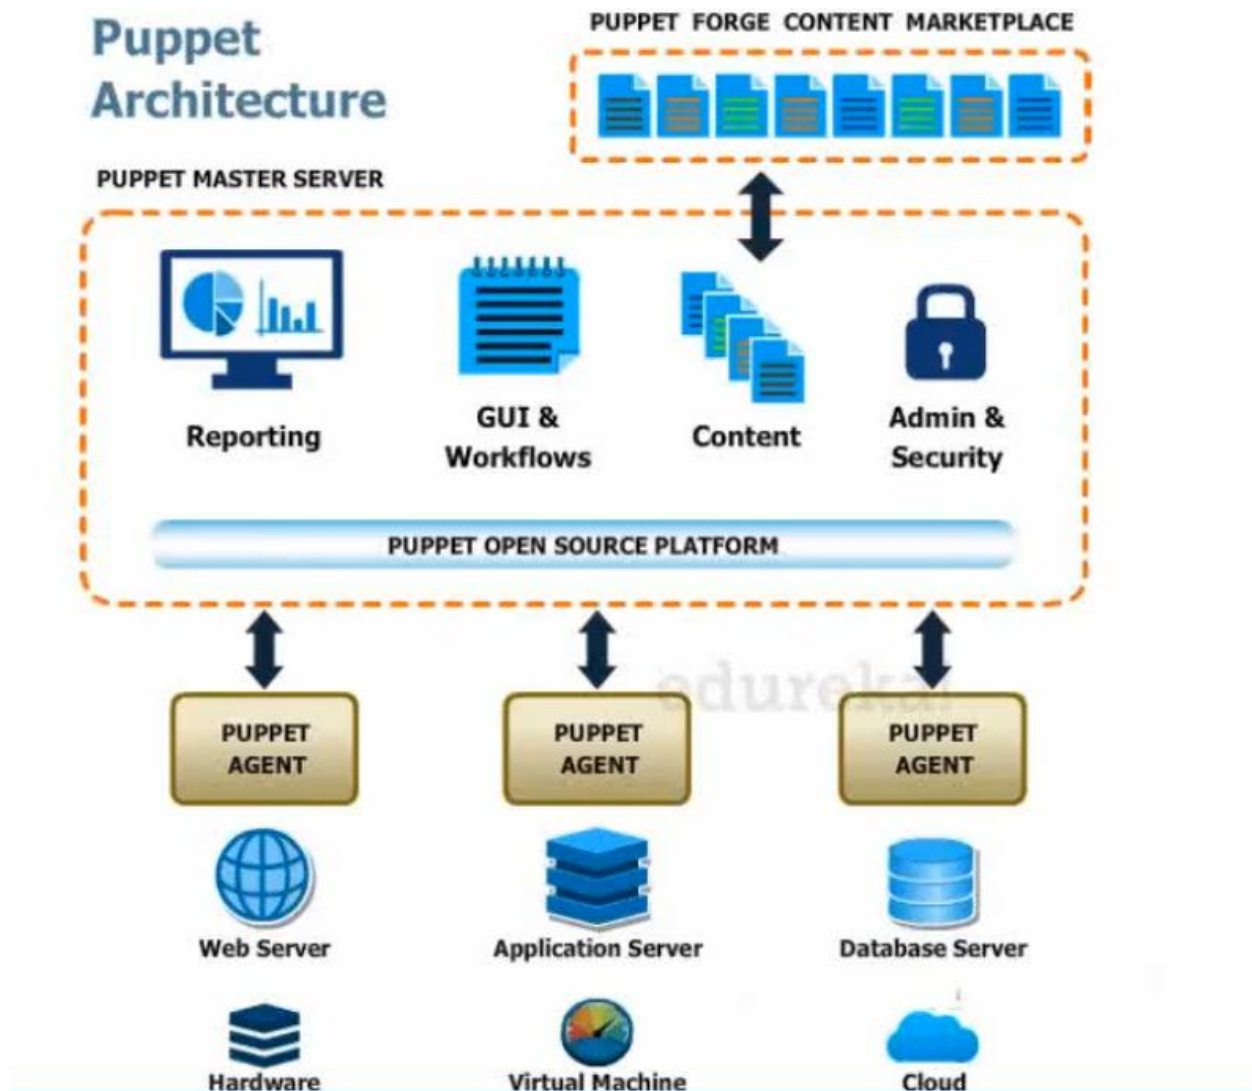 Puppet
Architecture
PUPPET FORGE CONTENT MARKETPLACE
PUPPET MASTER SERVER
Reporting
GUI &
Workflows
Content
Admin &
Security
PUPPET OPEN SOURCE PLATFORM
edureka!
PUPPET
AGENT
PUPPET
AGENT
PUPPET
AGENT
Web Server
Application Server
Database Server
Hardware
Virtual Machine
Cloud